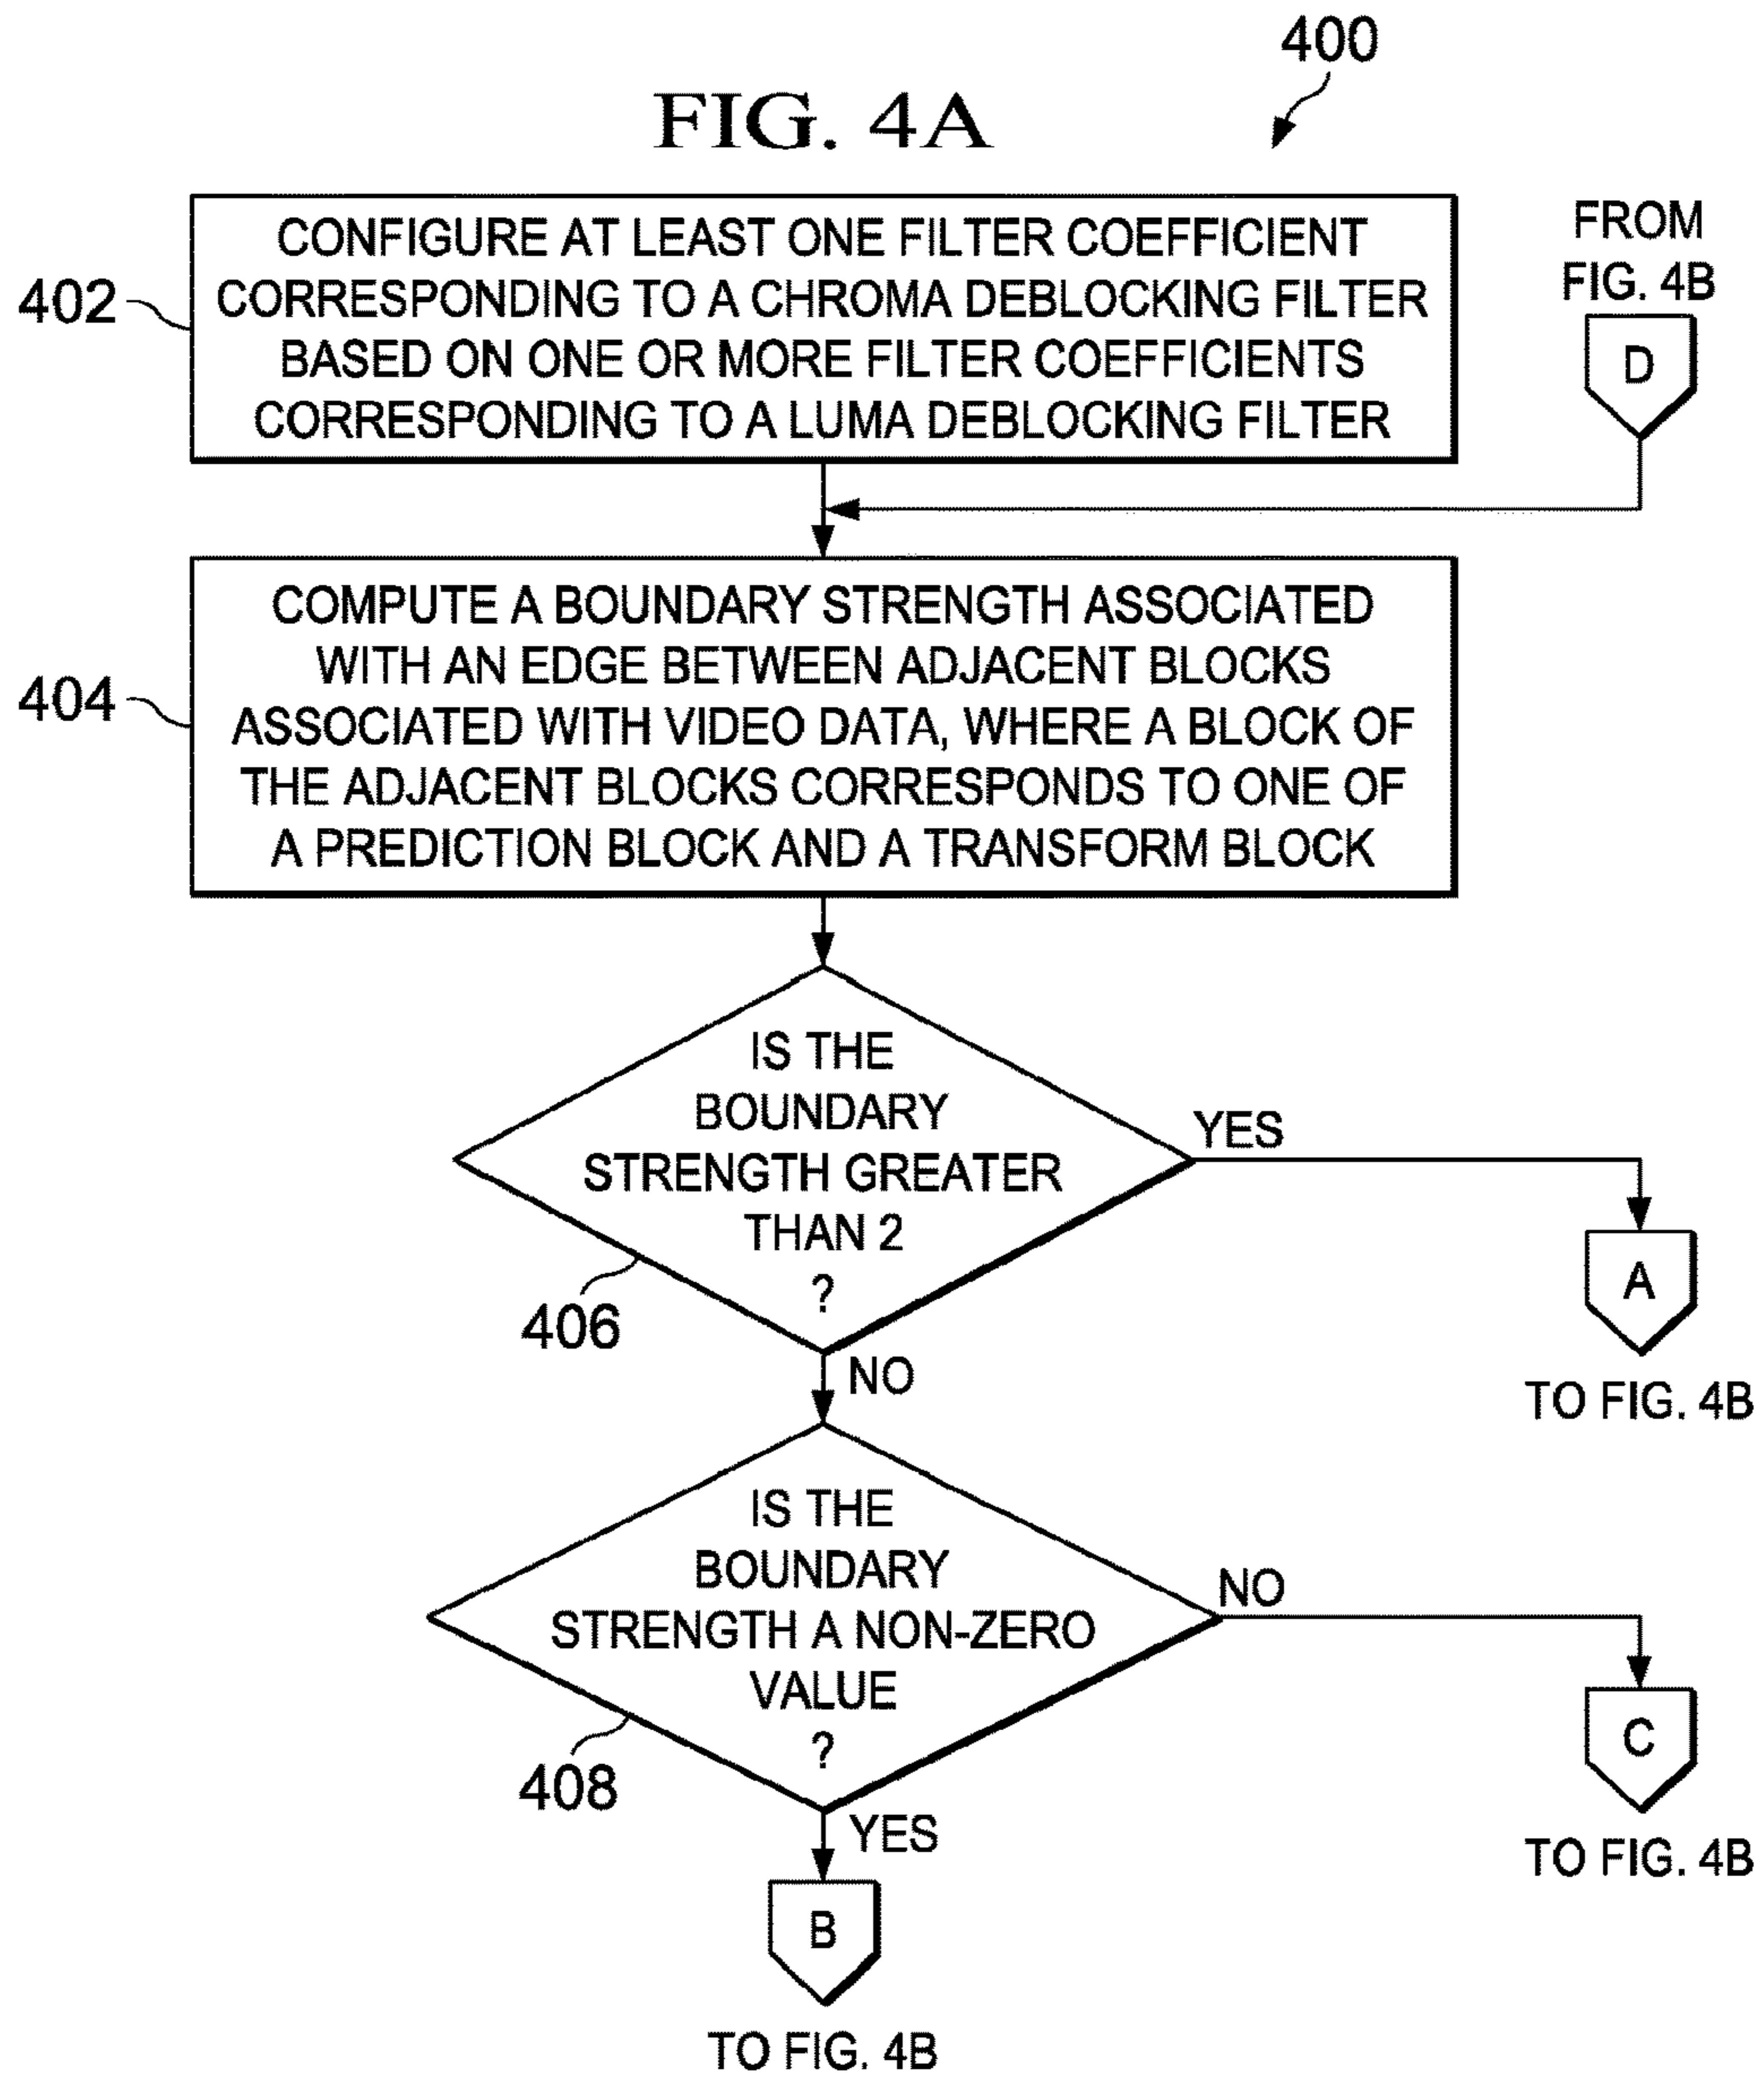 400
FIG. 4A
CONFIGURE AT LEAST ONE FILTER COEFFICIENT
CORRESPONDING TO A CHROMA DEBLOCKING FILTER
BASED ON ONE OR MORE FILTER COEFFICIENTS
CORRESPONDING TO A LUMA DEBLOCKING FILTER
402
FROM
FIG. 4B
D
COMPUTE A BOUNDARY STRENGTH ASSOCIATED
WITH AN EDGE BETWEEN ADJACENT BLOCKS
ASSOCIATED WITH VIDEO DATA, WHERE A BLOCK OF
THE ADJACENT BLOCKS CORRESPONDS TO ONE OF
A PREDICTION BLOCK AND A TRANSFORM BLOCK
404
IS THE
BOUNDARY
STRENGTH GREATER
THAN 2
?
406
YES
A
TO FIG. 4B
NO
IS THE
BOUNDARY
STRENGTH A NON-ZERO
VALUE
?
408
NO
C
TO FIG. 4B
YES
B
TO FIG. 4B